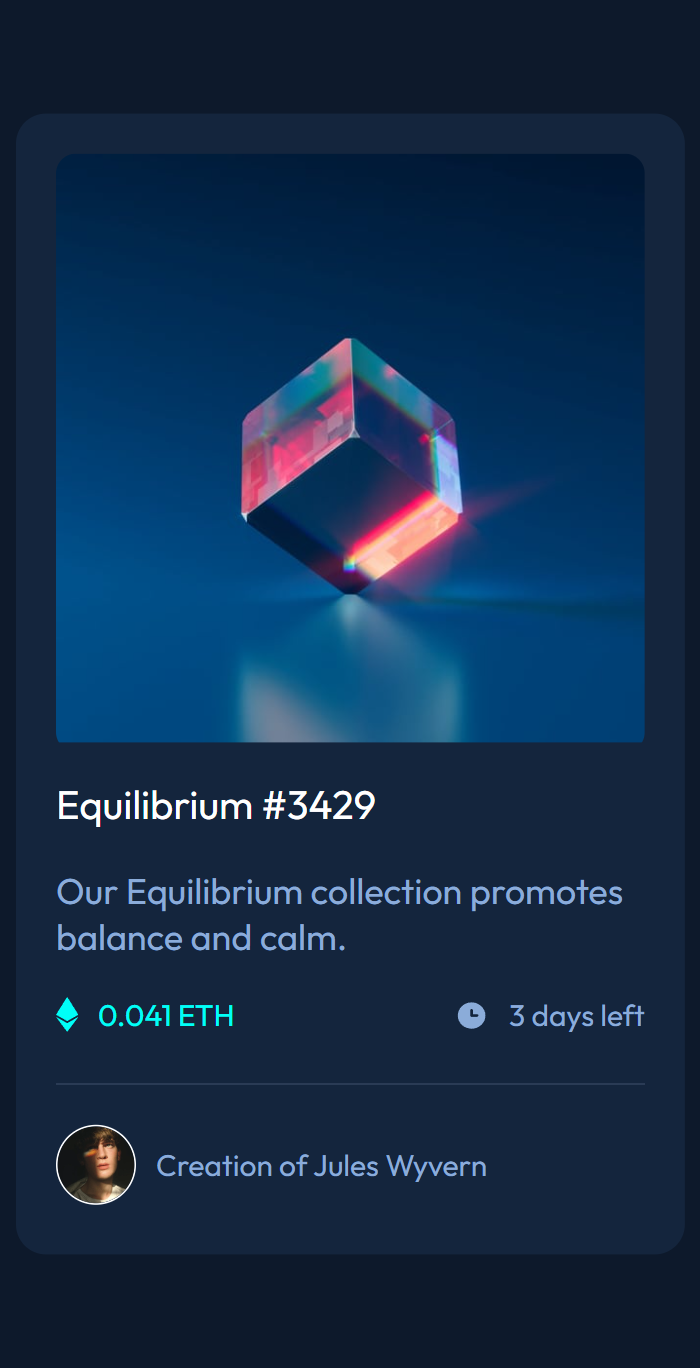 Equilibrium #3429
Our Equilibrium collection promotes
balance and calm.
0.041 ETH
3 days left
Creation of Jules Wyvern